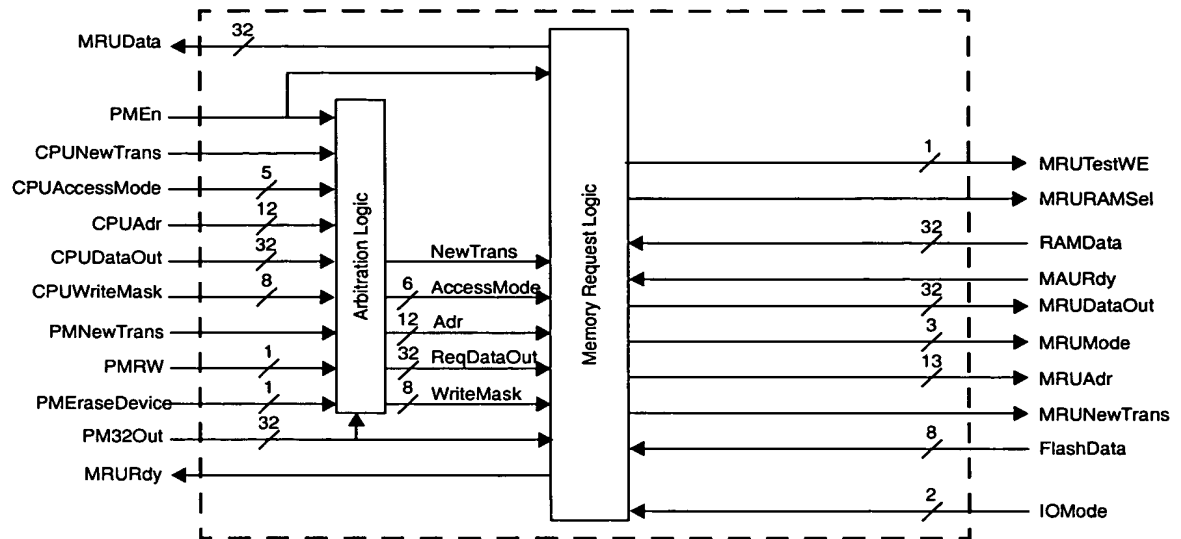 MRUData
32
PMEn
CPUNewTrans
CPUAccessMode
5
CPUAdr
12
CPUDataOut
32
CPUWriteMask
8
PMNewTrans
PMRW
1
PMEraseDevice
1
PM32Out
32
MRURdy
Arbitration Logic
NewTrans
6 AccessMode
12 Adr
32 ReqDataOut
8 WriteMask
Memory Request Logic
1
MRUTestWE
MRURAMSel
32
RAMData
MAURdy
32
MRUDataOut
3
MRUMode
13
MRUAdr
MRUNewTrans
8
FlashData
2
IOMode